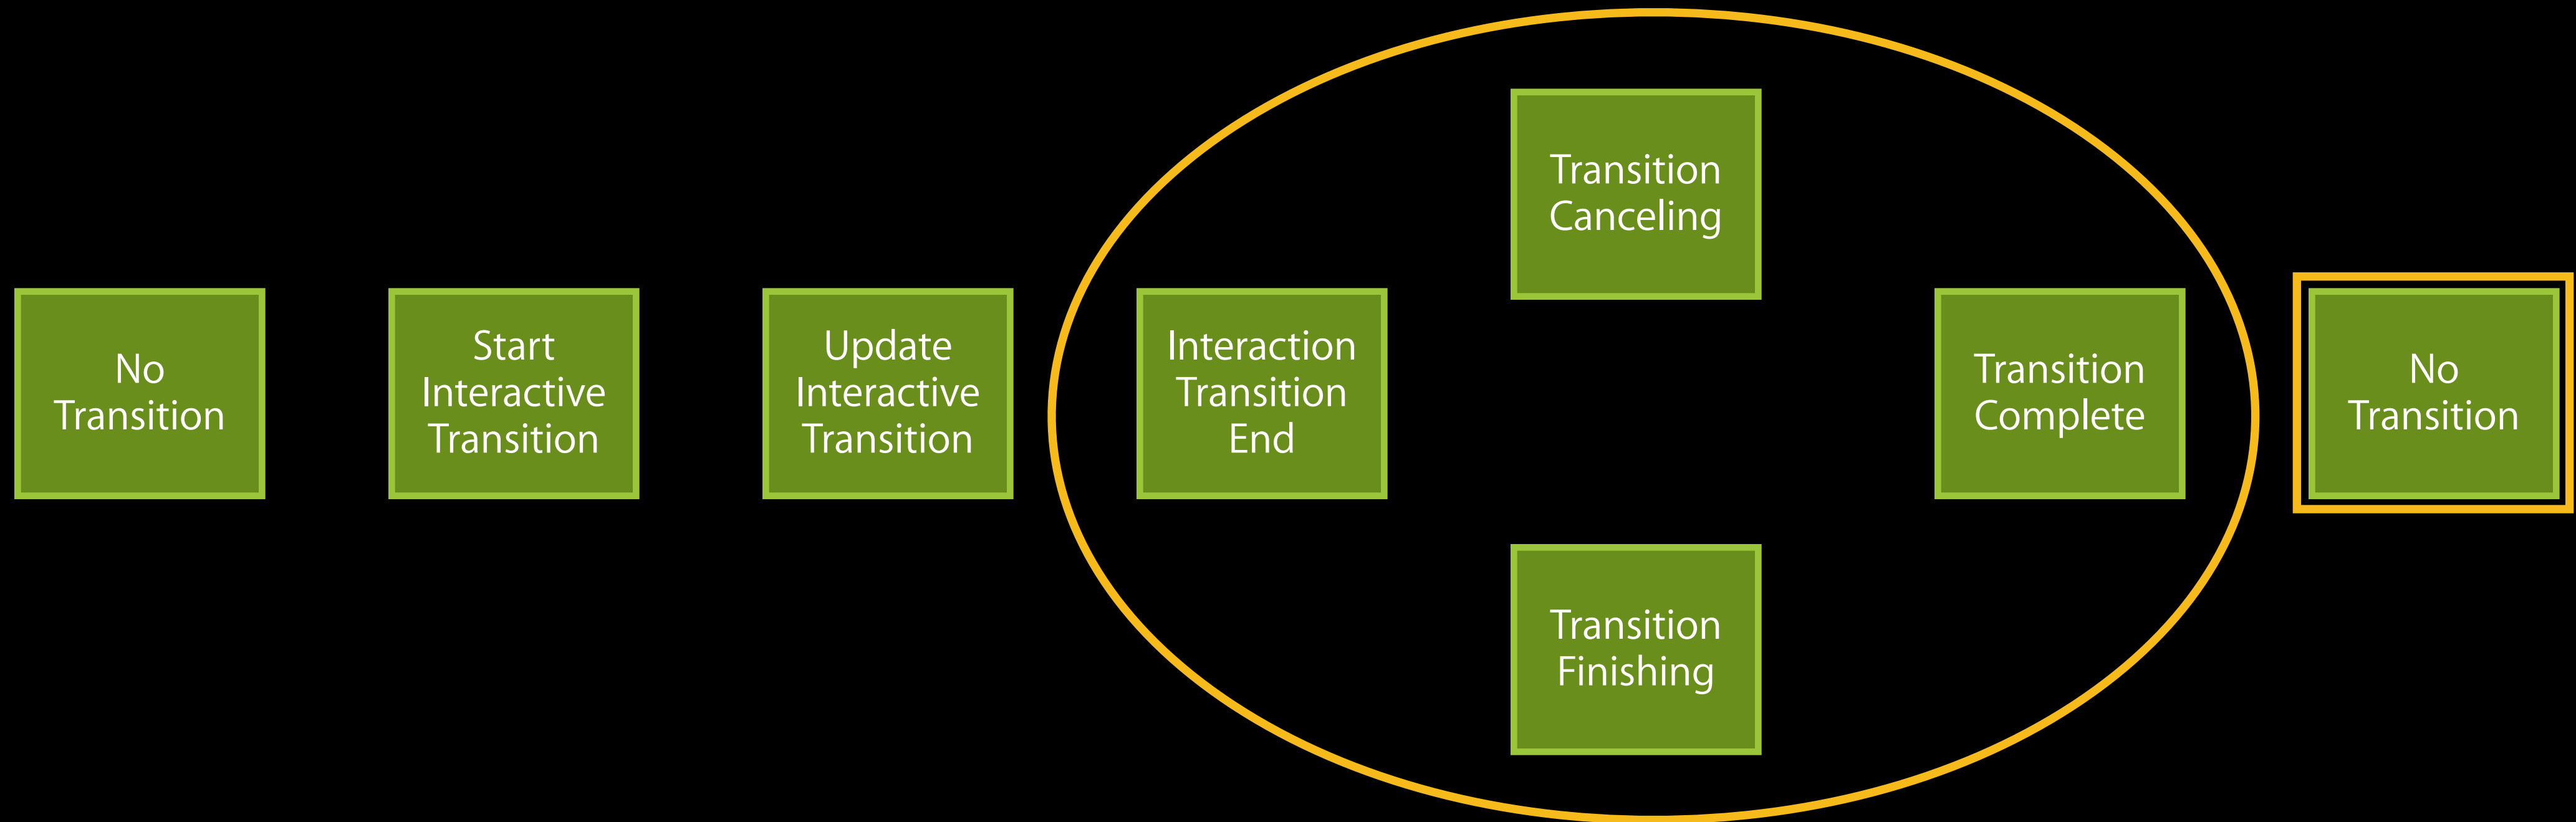 No
Transition
Start
Interactive
Transition
Update
Interactive
Transition
Interaction
Transition
End
Transition
Canceling
Transition
Finishing
Transition
Complete
No
Transition